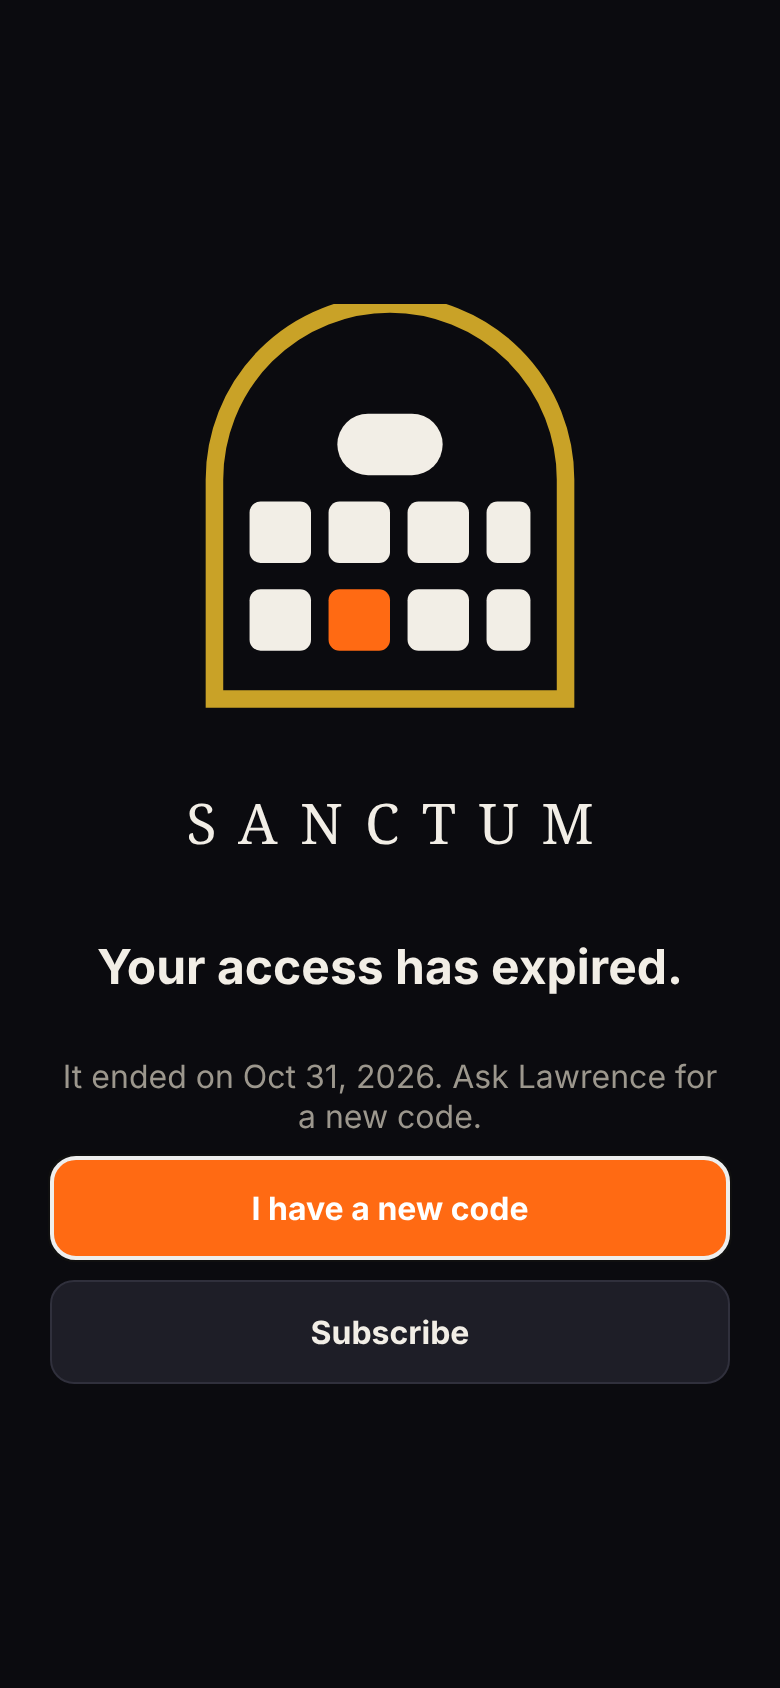 SANCTUM
Your access has expired.
It ended on Oct 31, 2026. Ask Lawrence for
a new code.
I have a new code
Subscribe